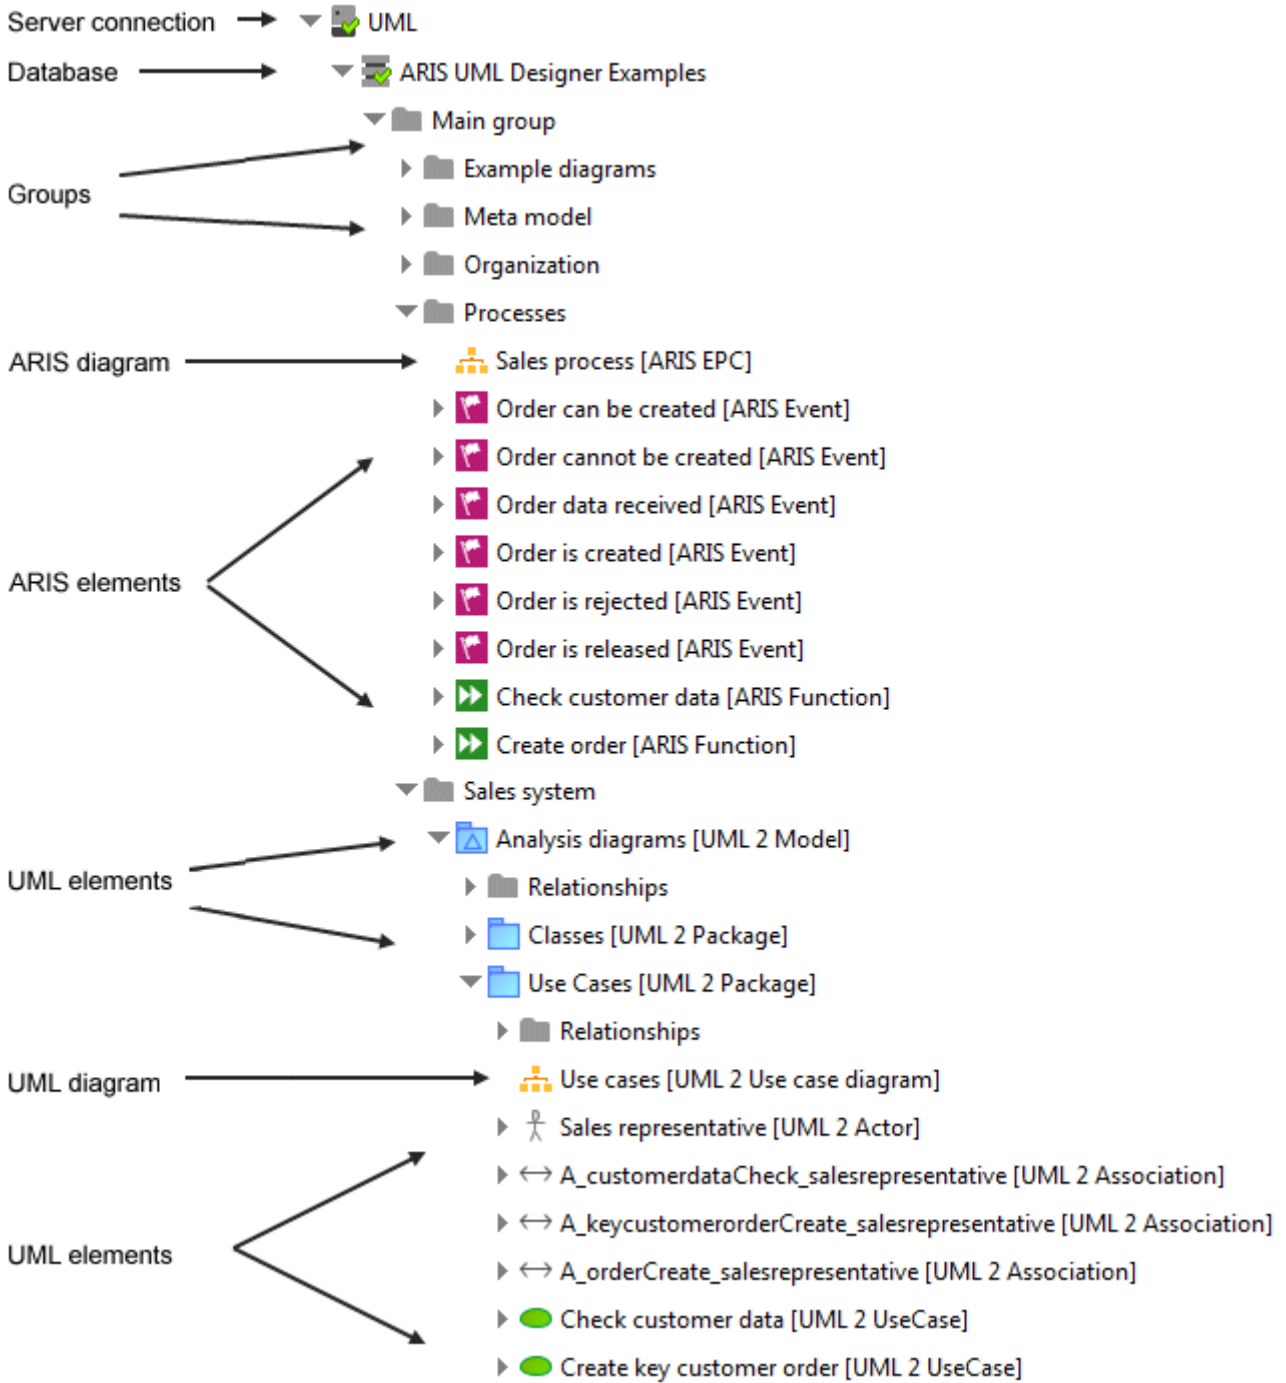 Server connection UML
Database ARIS UML Designer Examples
Main group
Example diagrams
Groups
Meta model
Organization
Processes
ARIS diagram Sales process [ARIS EPC]
Order can be created [ARIS Event]
Order cannot be created [ARIS Event]
Order data received [ARIS Event]
Order is created [ARIS Event]
ARIS elements
Order is rejected [ARIS Event]
Order is released [ARIS Event]
Check customer data [ARIS Function]
Create order [ARIS Function]
Sales system
Analysis diagrams [UML 2 Model]
UML elements Relationships
Classes [UML 2 Package]
Use Cases [UML 2 Package]
Relationships
UML diagram Use cases [UML 2 Use case diagram]
Sales representative [UML 2 Actor]
A_customerdataCheck_salesrepresentative [UML 2 Association]
A_keycustomerorderCreate_salesrepresentative [UML 2 Association]
UML elements
A_orderCreate_salesrepresentative [UML 2 Association]
Check customer data [UML 2 UseCase]
Create key customer order [UML 2 UseCase]